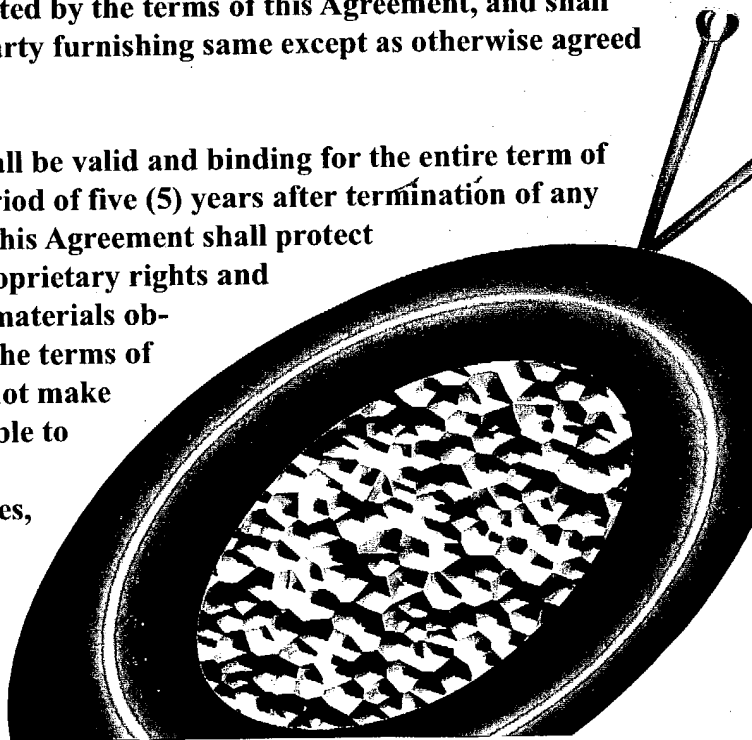 ted by the terms of this Agreement, and shall
arty furnishing same except as otherwise agreed
all be valid and binding for the entire term of
riod of five (5) years after termination of any
his Agreement shall protect
oprietary rights and
materials ob-
he terms of
not make
ble to
es,